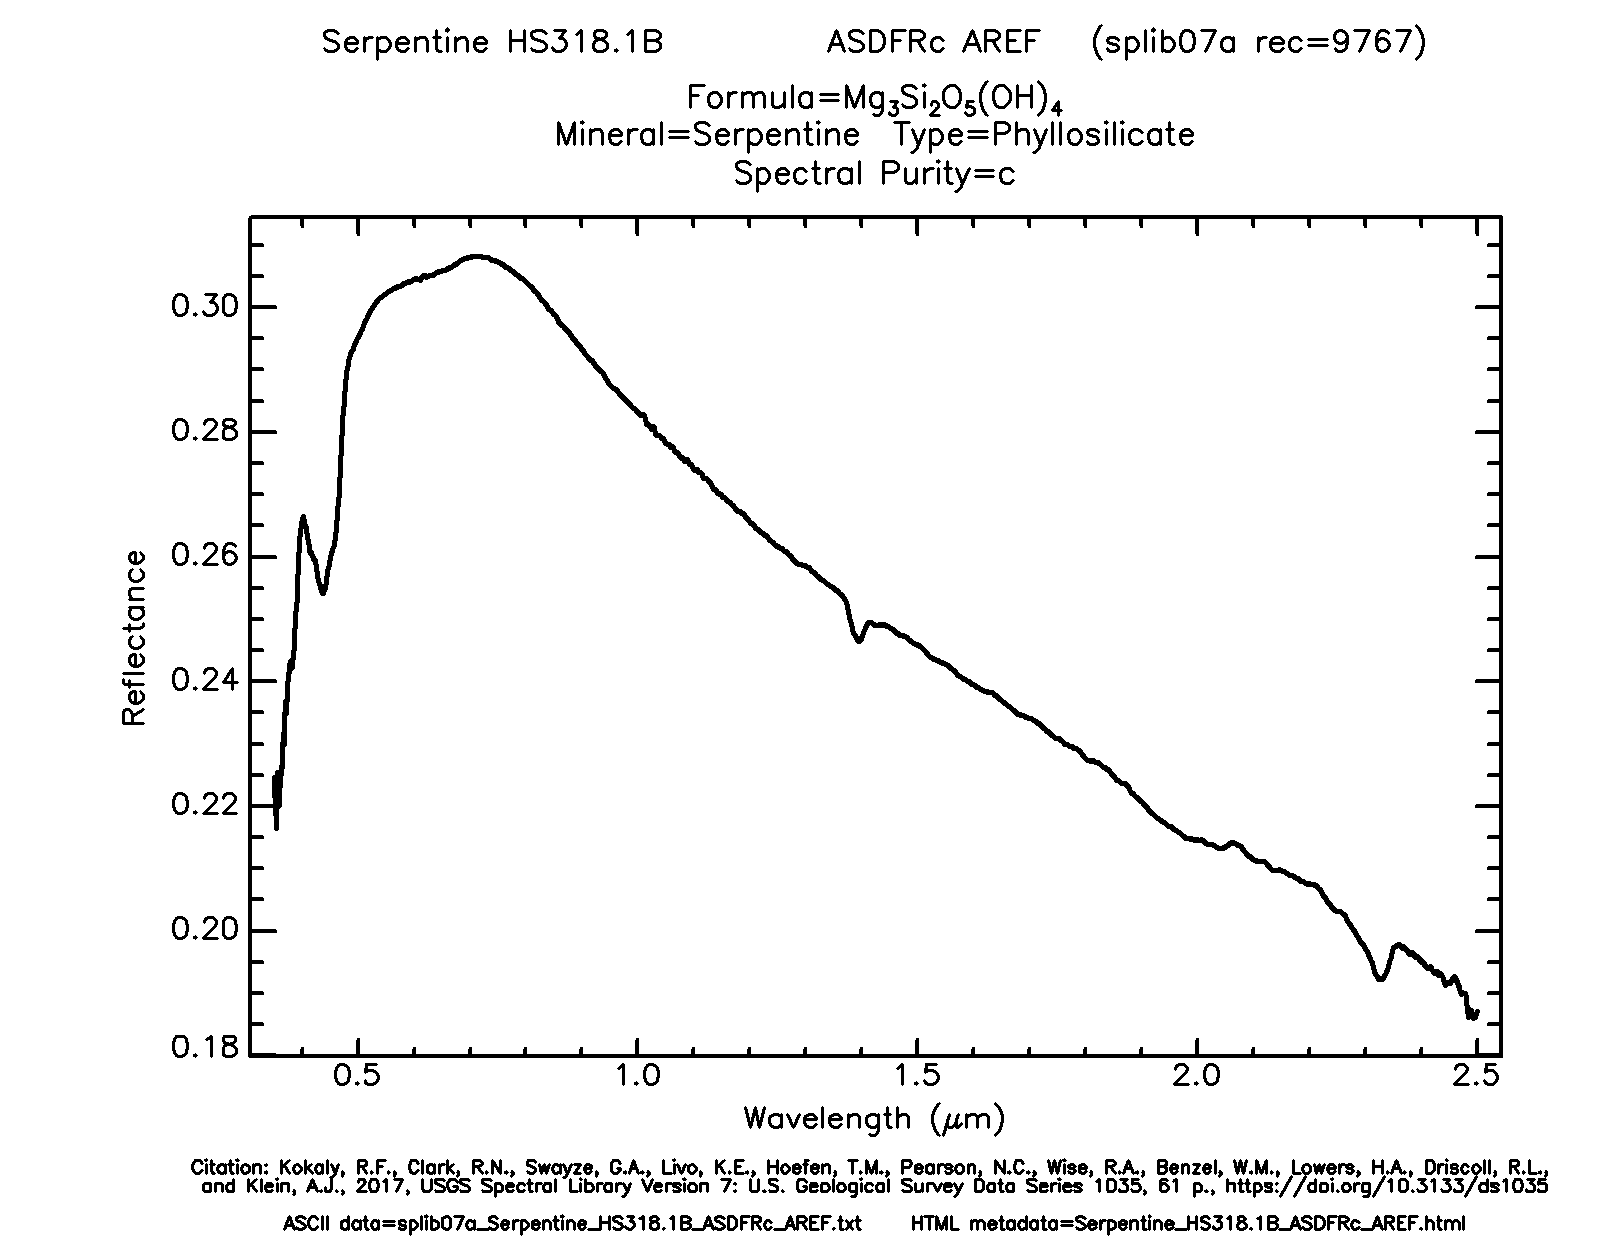 Serpentine HS318.1B ASDFRc AREF (splib07a rec=9767)
Formula=Mg₃Si₂O₅(OH)₄
Mineral=Serpentine Type=Phyllosilicate
Spectral Purity=c
0.30
0.28
0.26
0.24
0.22
0.20
0.18
Reflectance
0.5 1.0 1.5 2.0 2.5
Wavelength (μm)
Citation: Kokaly, R.F., Clark, R.N., Swayze, G.A., Livo, K.E., Hoefen, T.M., Pearson, N.C., Wise, R.A., Benzel, W.M., Lowers, H.A., Driscoll, R.L.,
and Klein, A.J., 2017, USGS Spectral Library Version 7: U.S. Geological Survey Data Series 1035, 61 p., https://doi.org/10.3133/ds1035
ASCII data=splib07a_Serpentine_HS318.1B_ASDFRc_AREF.txt HTML metadata=Serpentine_HS318.1B_ASDFRc_AREF.html